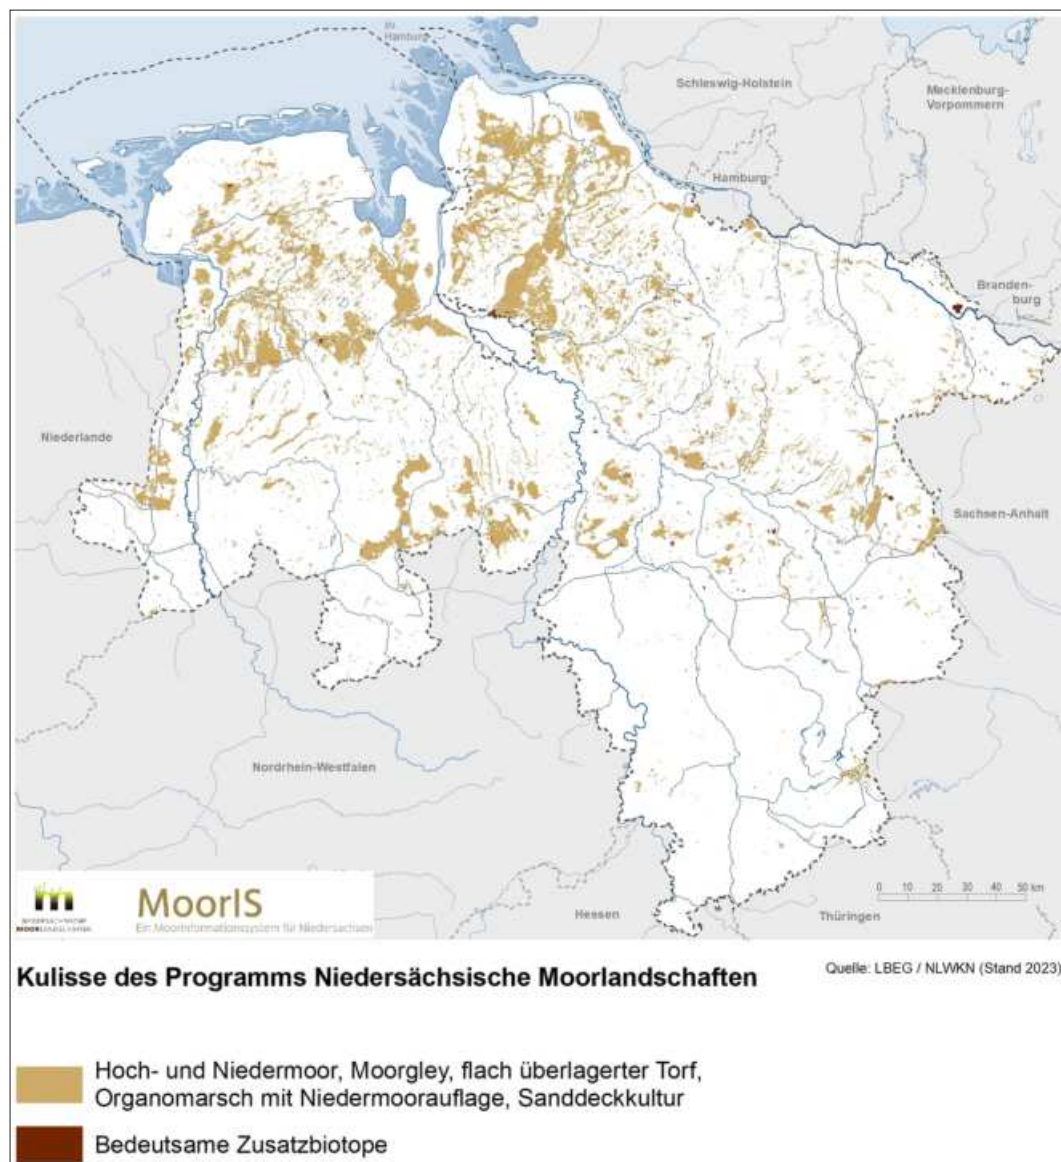 Hamburg
Schleswig-Holstein
Mecklenburg-
Vorpommern
Hamburg
Branden-
burg
Niederlande
Sachsen-Anhalt
Nordrhein-Westfalen
0 10 20 30 40 50 km
Hessen
Thüringen
MOORLANDSCHAFTEN
MoorIS
Ein Moorinformationssystem für Niedersachsen
Kulisse des Programms Niedersächsische Moorlandschaften
Quelle: LBEG / NLWKN (Stand 2023)
Hoch- und Niedermoor, Moorgley, flach überlagerter Torf,
Organomarsch mit Niedermoorauflage, Sanddeckkultur
Bedeutsame Zusatzbiotope